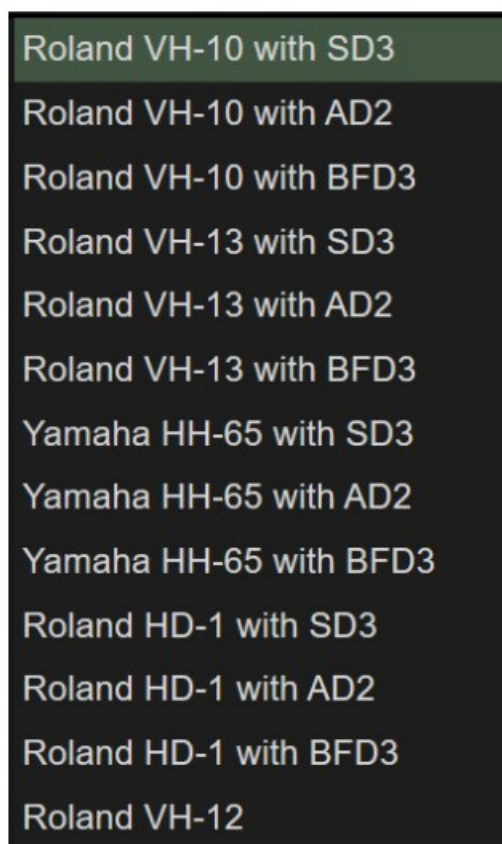 Roland VH-10 with SD3
Roland VH-10 with AD2
Roland VH-10 with BFD3
Roland VH-13 with SD3
Roland VH-13 with AD2
Roland VH-13 with BFD3
Yamaha HH-65 with SD3
Yamaha HH-65 with AD2
Yamaha HH-65 with BFD3
Roland HD-1 with SD3
Roland HD-1 with AD2
Roland HD-1 with BFD3
Roland VH-12